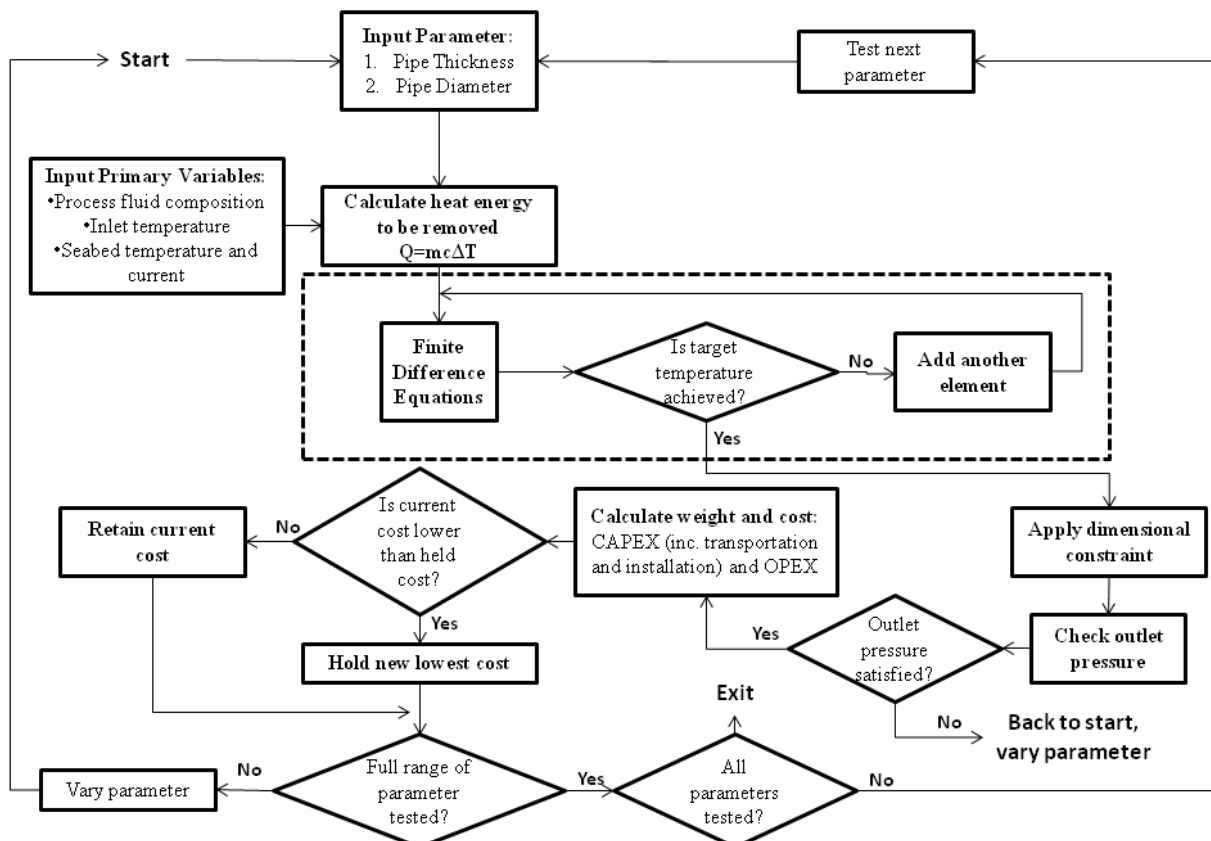 Start
Input Parameter:
1. Pipe Thickness
2. Pipe Diameter
Test next
parameter
Input Primary Variables:
•Process fluid composition
•Inlet temperature
•Seabed temperature and
current
Calculate heat energy
to be removed
Q=mcΔT
Finite
Difference
Equations
Is target
temperature
achieved?
No
Add another
element
Yes
Retain current
cost
No
Is current
cost lower
than held
cost?
Calculate weight and cost:
CAPEX (inc. transportation
and installation) and OPEX
Apply dimensional
constraint
Yes
Hold new lowest cost
Yes
Outlet
pressure
satisfied?
Check outlet
pressure
Exit
No
Back to start,
vary parameter
Vary parameter
No
Full range of
parameter
tested?
Yes
All
parameters
tested?
No